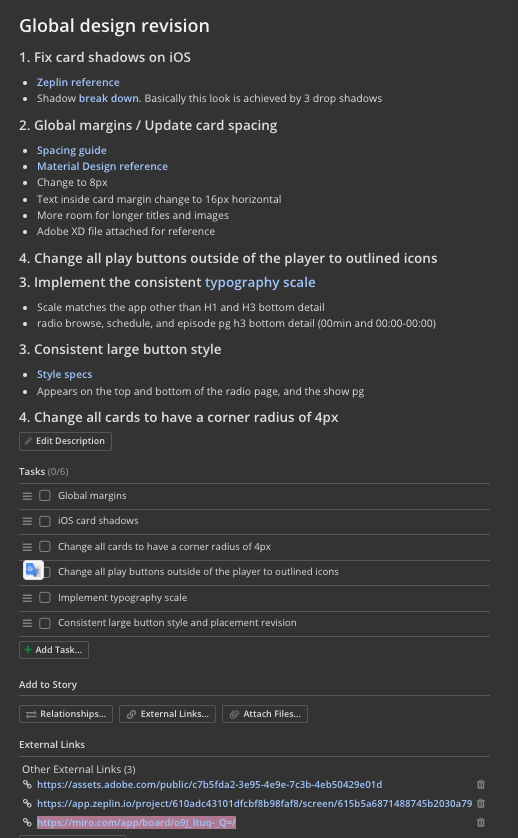 Global design revision
1. Fix card shadows on iOS
Zeplin reference
Shadow break down. Basically this look is achieved by 3 drop shadows
2. Global margins / Update card spacing
Spacing guide
Material Design reference
Change to 8px
Text inside card margin change to 16px horizontal
More room for longer titles and images
Adobe XD file attached for reference
4. Change all play buttons outside of the player to outlined icons
3. Implement the consistent typography scale
Scale matches the app other than H1 and H3 bottom detail
radio browse, schedule, and episode pg h3 bottom detail (00min and 00:00-00:00)
3. Consistent large button style
Style specs
Appears on the top and bottom of the radio page, and the show pg
4. Change all cards to have a corner radius of 4px
Edit Description
Tasks (0/6)
Global margins
iOS card shadows
Change all cards to have a corner radius of 4px
Change all play buttons outside of the player to outlined icons
Implement typography scale
Consistent large button style and placement revision
+ Add Task...
Add to Story
Relationships... External Links... Attach Files...
External Links
Other External Links (3)
https://assets.adobe.com/public/c7b5fda2-3e95-4e9e-7c3b-4eb50429e01d
https://app.zeplin.io/project/610adc43101dfcbf8b98faf8/screen/615b5a6871488745b2030a79
https://miro.com/app/board/o9J_ltuq-_Q=/